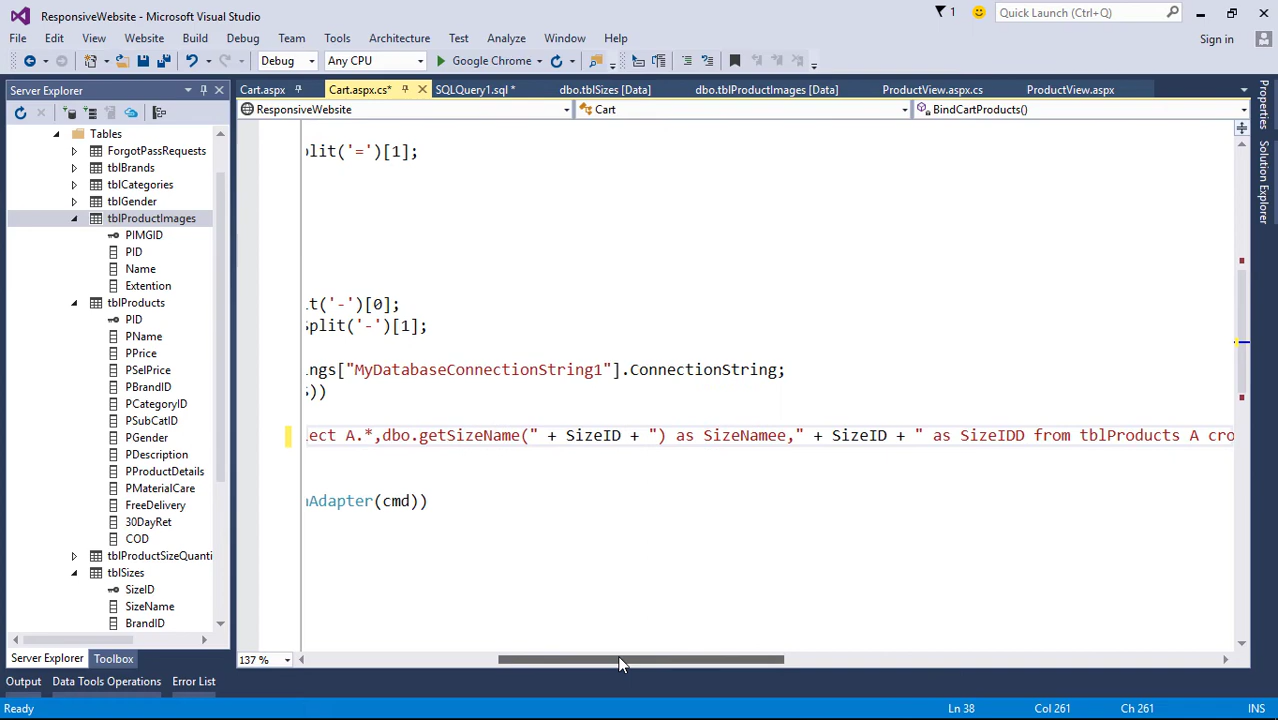 ResponsiveWebsite - Microsoft Visual Studio
1
Quick Launch (Ctrl+Q)
File Edit View Website Build Debug Team Tools Architecture Test Analyze Window Help
Sign in
Debug Any CPU Google Chrome
Server Explorer
Cart.aspx Cart.aspx.cs* SQLQuery1.sql * dbo.tblSizes [Data] dbo.tblProductImages [Data] ProductView.aspx.cs ProductView.aspx
ResponsiveWebsite Cart BindCartProducts()
Tables
ForgotPassRequests
tblBrands
tblCategories
tblGender
tblProductImages
PIMGID
PID
Name
Extention
tblProducts
PID
PName
PPrice
PSelPrice
PBrandID
PCategoryID
PSubCatID
PGender
PDescription
PProductDetails
PMaterialCare
FreeDelivery
30DayRet
COD
tblProductSizeQuanti
tblSizes
SizeID
SizeName
BrandID
Server Explorer Toolbox
plit('=')[1];
it('-')[0];
Split('-')[1];
ngs["MyDatabaseConnectionString1"].ConnectionString;
))
ect A.*,dbo.getSizeName(" + SizeID + ") as SizeNamee," + SizeID + " as SizeIDD from tblProducts A cro
Adapter(cmd))
137 %
Output Data Tools Operations Error List
Ready Ln 38 Col 261 Ch 261 INS
Properties
Solution Explorer